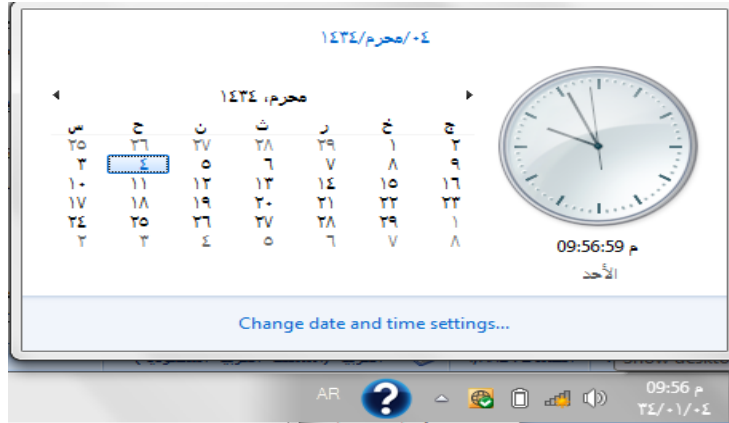 ٠٤/محرم/١٤٣٤
محرم، ١٤٣٤
س ح ن ث ر خ ج
٢٥ ٢٦ ٢٧ ٢٨ ٢٩ ١ ٢
٣ ٤ ٥ ٦ ٧ ٨ ٩
١٠ ١١ ١٢ ١٣ ١٤ ١٥ ١٦
١٧ ١٨ ١٩ ٢٠ ٢١ ٢٢ ٢٣
٢٤ ٢٥ ٢٦ ٢٧ ٢٨ ٢٩ ١
٢ ٣ ٤ ٥ ٦ ٧ ٨
09:56:59 م
الأحد
Change date and time settings...
AR
09:56 م
٣٤/٠١/٠٤